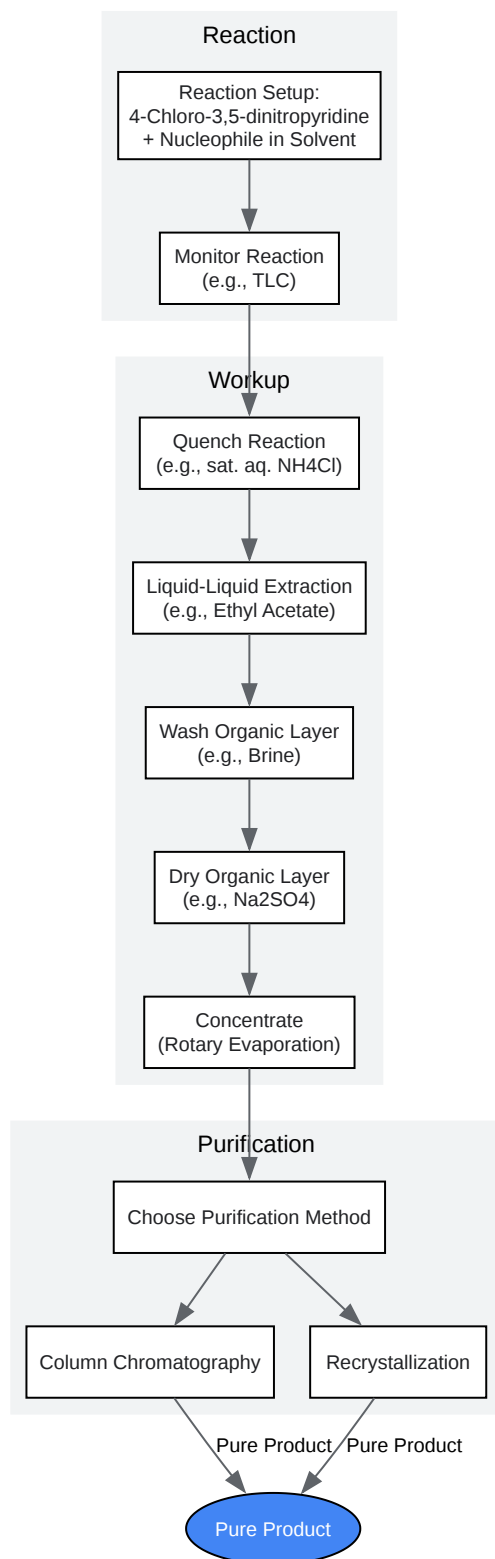 Reaction
Reaction Setup:
4-Chloro-3,5-dinitropyridine
+ Nucleophile in Solvent
Monitor Reaction
(e.g., TLC)
Workup
Quench Reaction
(e.g., sat. aq. NH4Cl)
Liquid-Liquid Extraction
(e.g., Ethyl Acetate)
Wash Organic Layer
(e.g., Brine)
Dry Organic Layer
(e.g., Na2SO4)
Concentrate
(Rotary Evaporation)
Purification
Choose Purification Method
Column Chromatography
Recrystallization
Pure Product
Pure Product
Pure Product